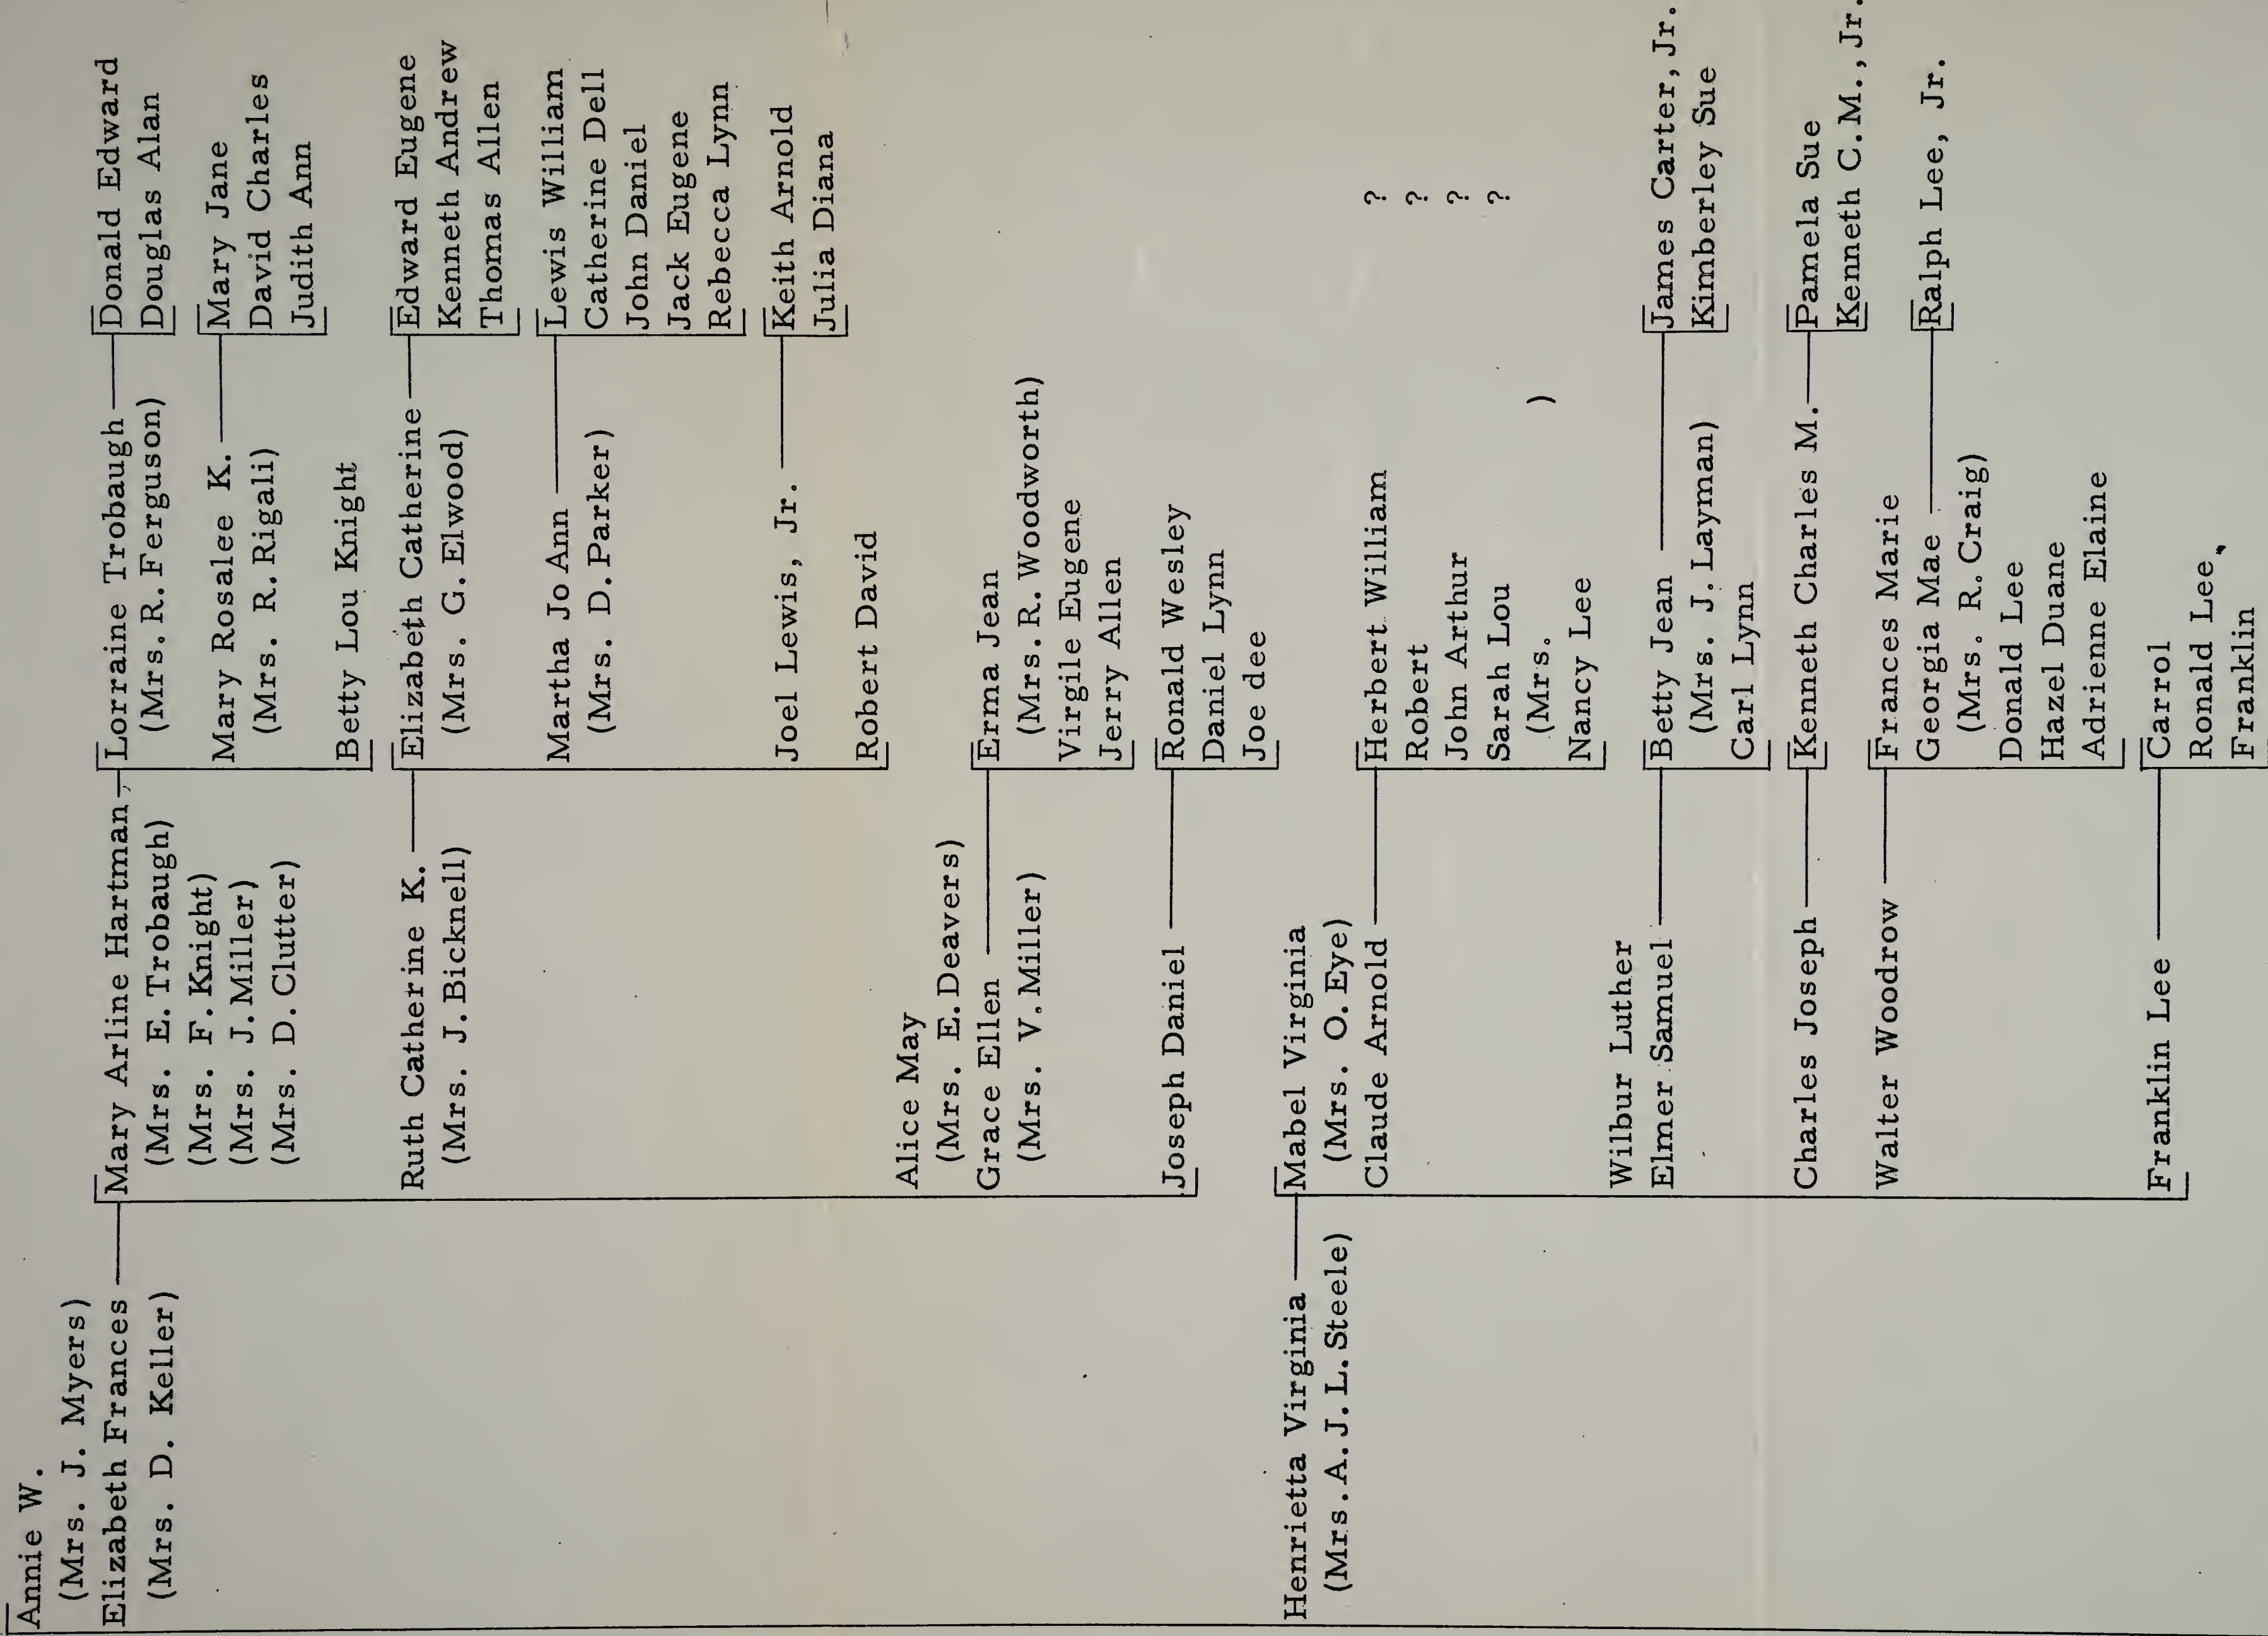 Annie W.
(Mrs. J. Myers)
Elizabeth Frances
(Mrs. D. Keller)
Mary Arline Hartman
(Mrs. E. Trobaugh)
(Mrs. F. Knight)
(Mrs. J. Miller)
(Mrs. D. Clutter)
Lorraine Trobaugh
(Mrs. R. Ferguson)
Donald Edward
Douglas Alan
Mary Rosalee K.
(Mrs. R. Rigali)
Mary Jane
David Charles
Judith Ann
Betty Lou Knight
Ruth Catherine K.
(Mrs. J. Bicknell)
Elizabeth Catherine
(Mrs. G. Elwood)
Edward Eugene
Kenneth Andrew
Thomas Allen
Martha Jo Ann
(Mrs. D. Parker)
Lewis William
Catherine Dell
John Daniel
Jack Eugene
Rebecca Lynn
Joel Lewis, Jr.
Keith Arnold
Julia Diana
Robert David
Alice May
(Mrs. E. Deavers)
Grace Ellen
(Mrs. V. Miller)
Erma Jean
(Mrs. R. Woodworth)
Virgile Eugene
Jerry Allen
Joseph Daniel
Ronald Wesley
Daniel Lynn
Joe dee
Henrietta Virginia
(Mrs. A. J. L. Steele)
Mabel Virginia
(Mrs. O. Eye)
Claude Arnold
Herbert William ?
Robert ?
John Arthur ?
Sarah Lou ?
(Mrs. )
Nancy Lee
Wilbur Luther
Elmer Samuel
Betty Jean
(Mrs. J. Layman)
James Carter, Jr.
Kimberley Sue
Carl Lynn
Charles Joseph
Kenneth Charles M.
Pamela Sue
Kenneth C.M., Jr.
Walter Woodrow
Frances Marie
Georgia Mae
(Mrs. R. Craig)
Ralph Lee, Jr.
Donald Lee
Hazel Duane
Adrienne Elaine
Franklin Lee
Carrol
Ronald Lee
Franklin